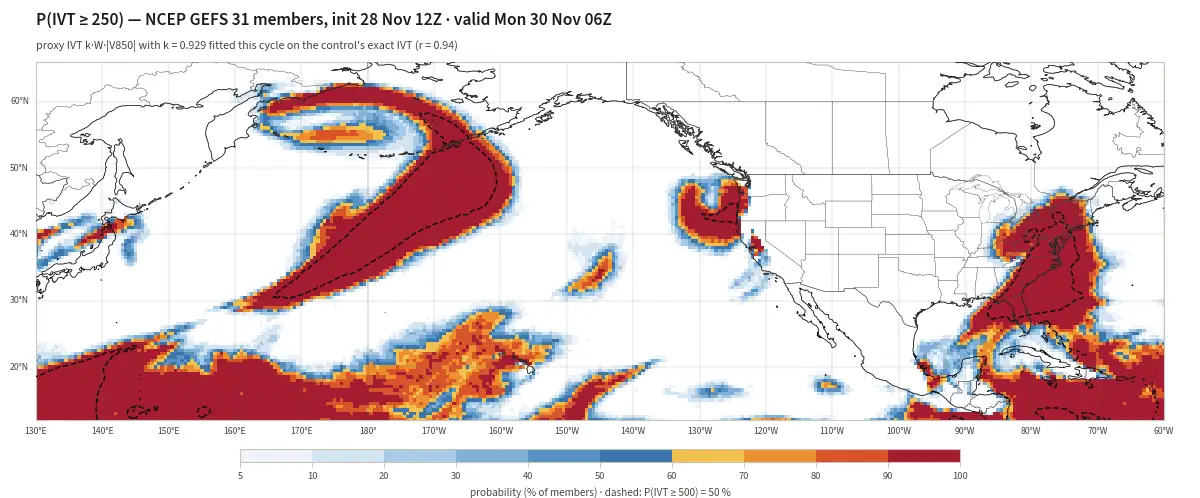 P(IVT ≥ 250) — NCEP GEFS 31 members, init 28 Nov 12Z · valid Mon 30 Nov 06Z
proxy IVT k·W·|V850| with k = 0.929 fitted this cycle on the control's exact IVT (r = 0.94)
60°N
50°N
40°N
30°N
20°N
130°E 140°E 150°E 160°E 170°E 180° 170°W 160°W 150°W 140°W 130°W 120°W 110°W 100°W 90°W 80°W 70°W 60°W
5 10 20 30 40 50 60 70 80 90 100
probability (% of members) · dashed: P(IVT ≥ 500) = 50 %